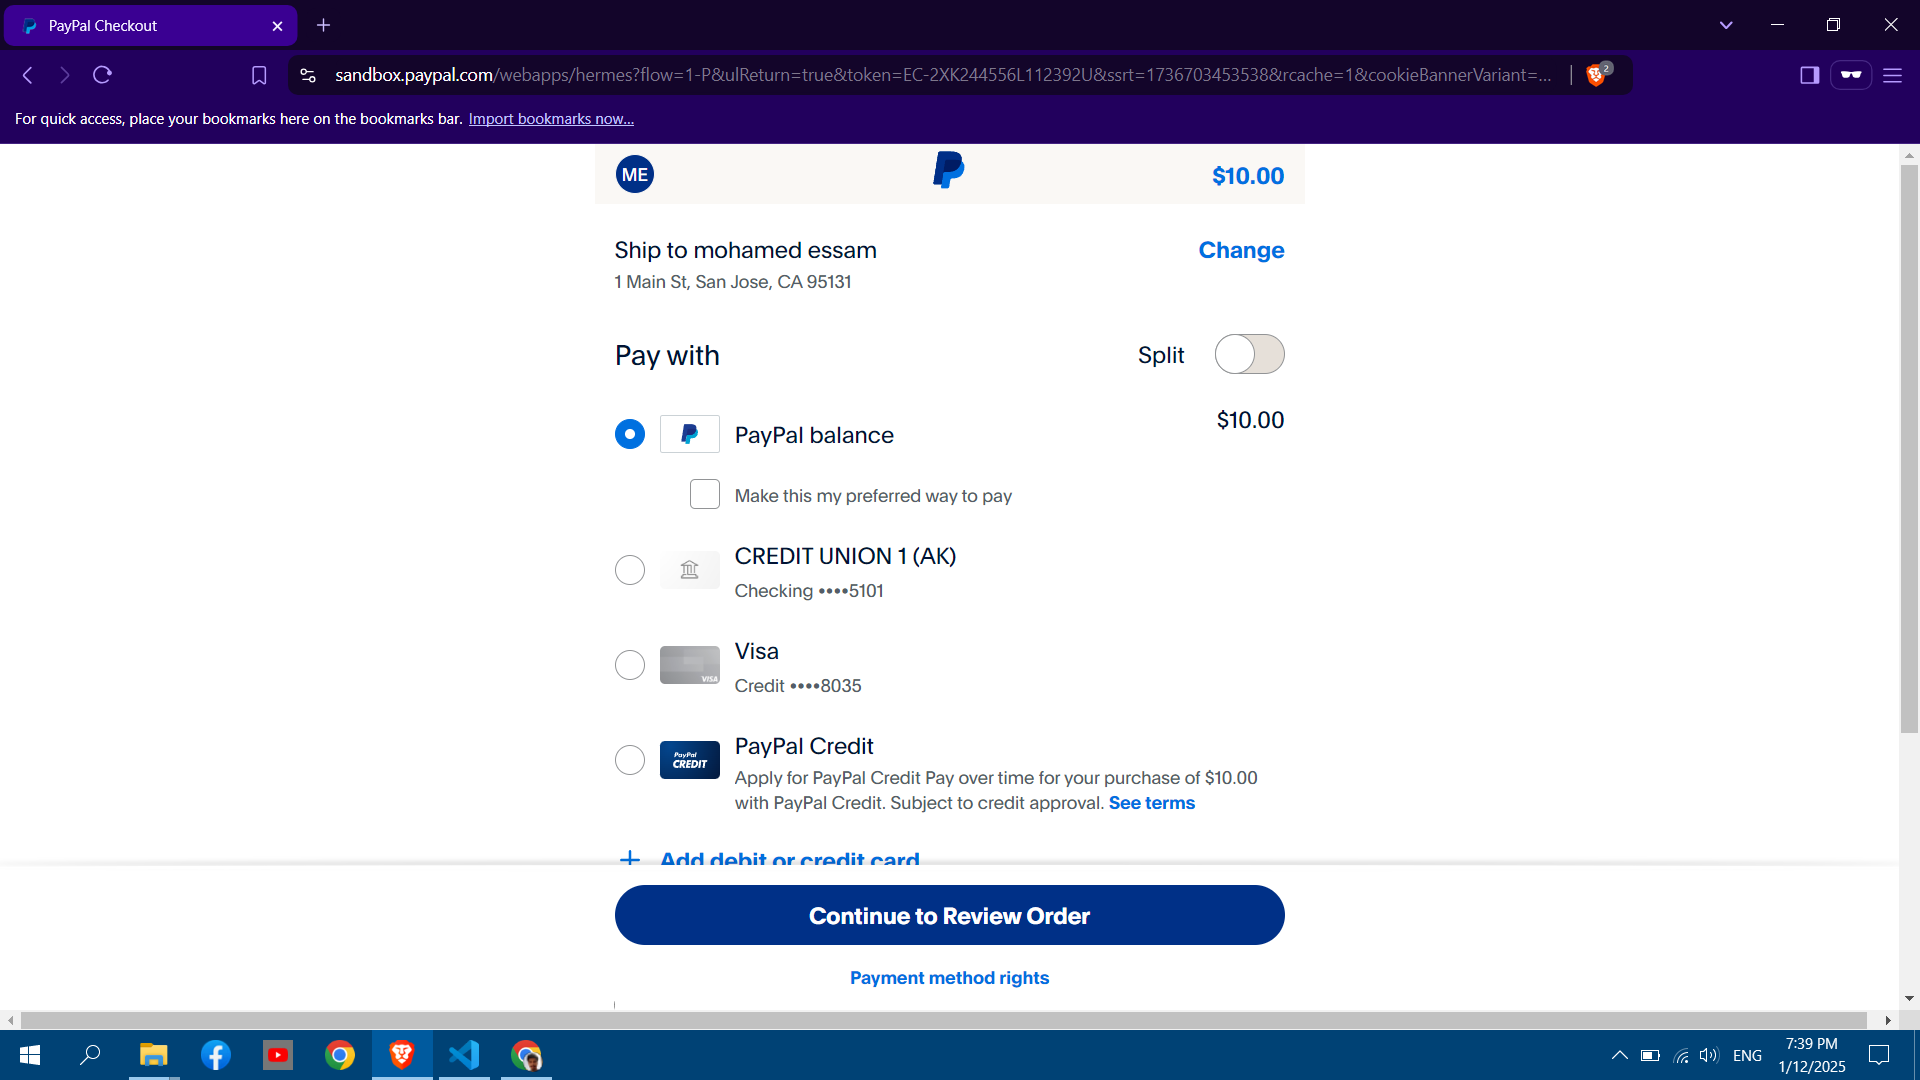 PayPal Checkout
sandbox.paypal.com/webapps/hermes?flow=1-P&ulReturn=true&token=EC-2XK244556L112392U&ssrt=1736703453538&rcache=1&cookieBannerVariant=...
2
For quick access, place your bookmarks here on the bookmarks bar. Import bookmarks now...
ME
$10.00
Ship to mohamed essam
Change
1 Main St, San Jose, CA 95131
Pay with
Split
$10.00
PayPal balance
Make this my preferred way to pay
CREDIT UNION 1 (AK)
Checking ••••5101
VISA
Visa
Credit ••••8035
PayPal
CREDIT
PayPal Credit
Apply for PayPal Credit Pay over time for your purchase of $10.00
with PayPal Credit. Subject to credit approval. See terms
Add debit or credit card
Continue to Review Order
Payment method rights
ENG
7:39 PM
1/12/2025